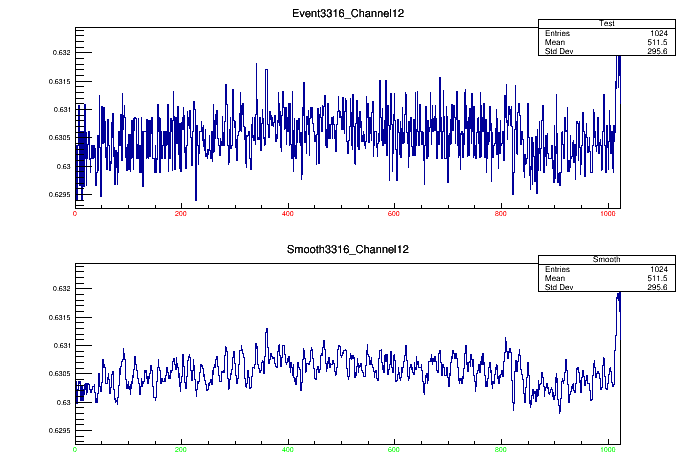 Event3316_Channel12
Test
Entries 1024
Mean 511.5
Std Dev 295.6
0.632
0.6315
0.631
0.6305
0.63
0.6295
0 200 400 600 800 1000
Smooth3316_Channel12
Smooth
Entries 1024
Mean 511.5
Std Dev 295.6
0.632
0.6315
0.631
0.6305
0.63
0.6295
0 200 400 600 800 1000